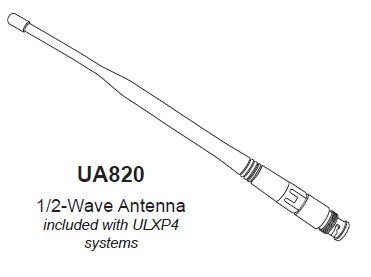 UA820
1/2-Wave Antenna
included with ULXP4
systems